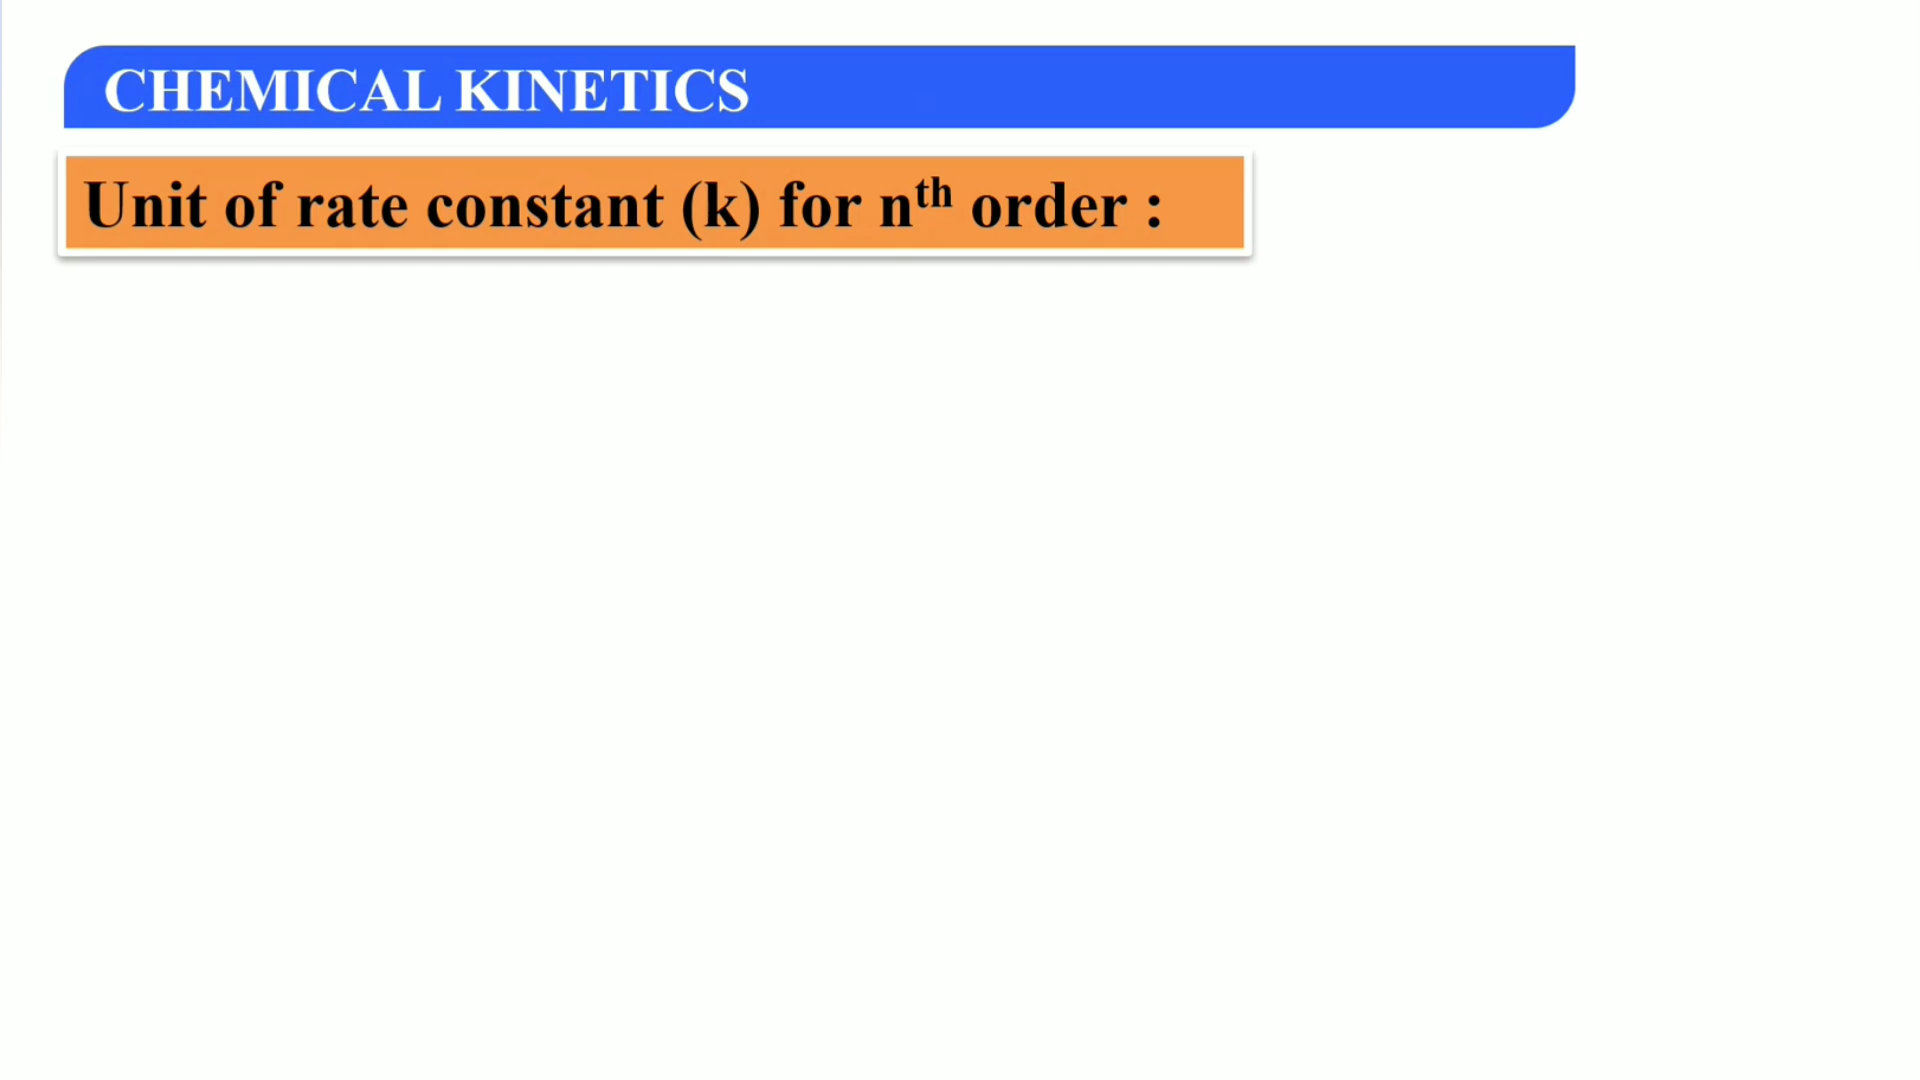 CHEMICAL KINETICS
Unit of rate constant (k) for nth order :